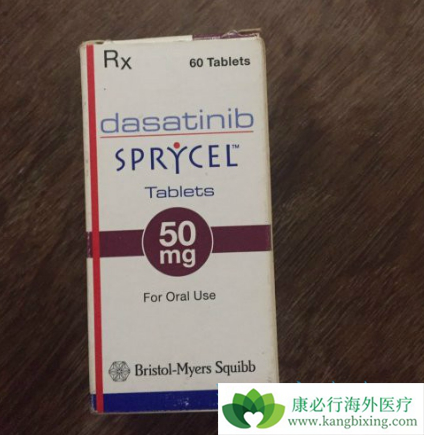 Rx
60 Tablets
dasatinib
SPRYCEL™
Tablets
50
mg
For Oral Use
Bristol-Myers Squibb
康必行海外医疗
www.kangbixing.com